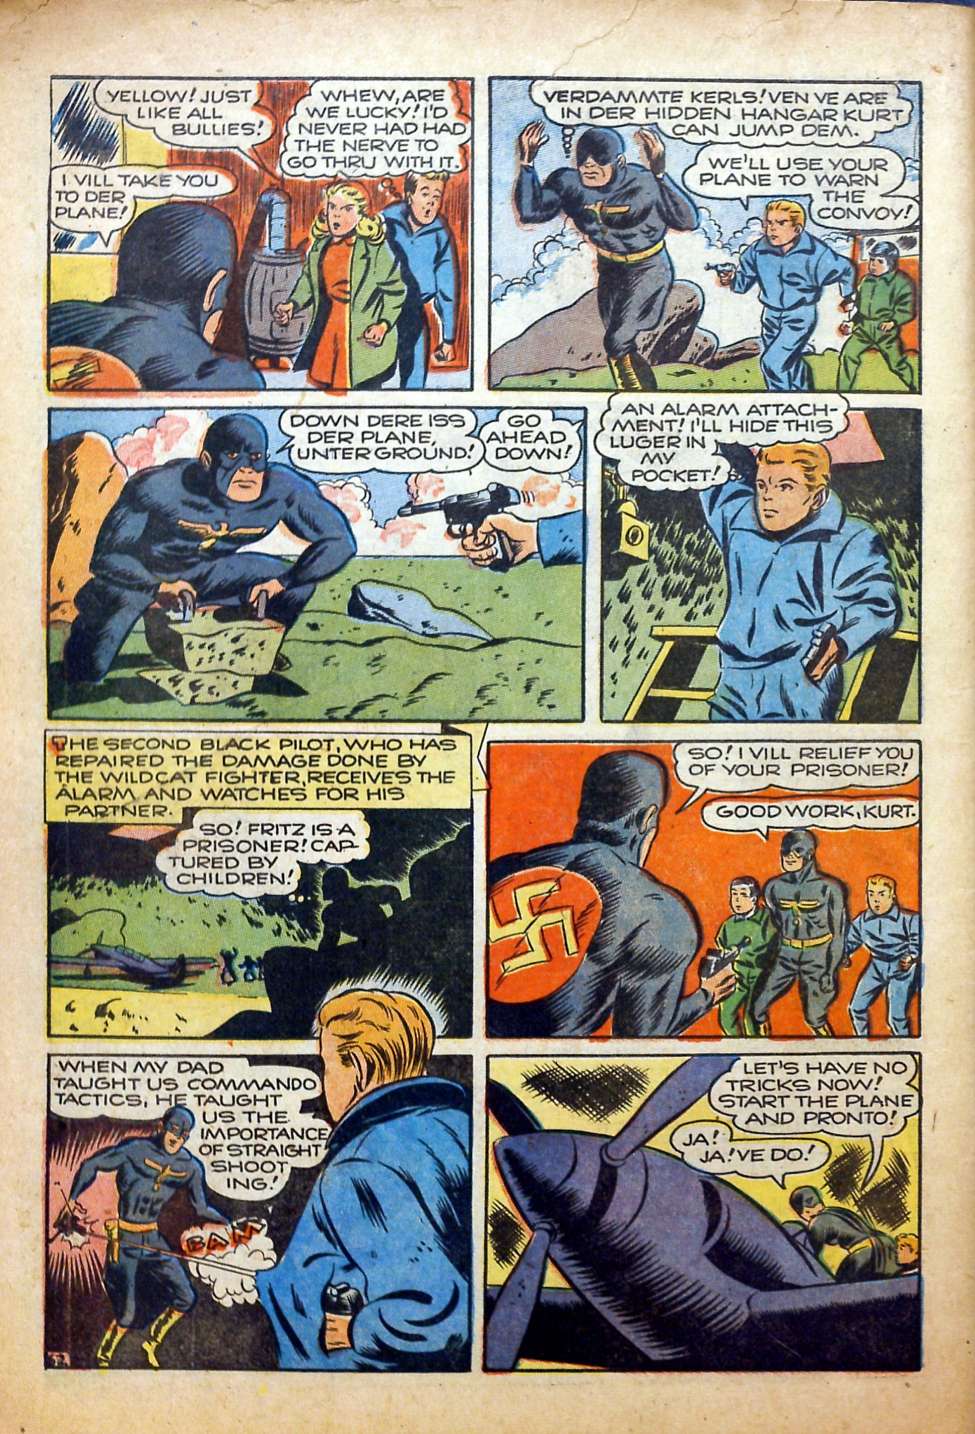 YELLOW! JUST
LIKE ALL
BULLIES!
WHEW, ARE
WE LUCKY! I'D
NEVER HAD HAD
THE NERVE TO
GO THRU WITH IT.
I VILL TAKE YOU
TO DER
PLANE!
VERDAMMTE KERLS! VEN VE ARE
IN DER HIDDEN HANGAR KURT
CAN JUMP DEM.
WE'LL USE YOUR
PLANE TO WARN
THE
CONVOY!
DOWN DERE ISS
DER PLANE,
UNTER GROUND!
GO
AHEAD
DOWN!
AN ALARM ATTACH-
MENT! I'LL HIDE THIS
LUGER IN
MY
POCKET!
THE SECOND BLACK PILOT, WHO HAS
REPAIRED THE DAMAGE DONE BY
THE WILDCAT FIGHTER, RECEIVES THE
ALARM AND WATCHES FOR HIS
PARTNER.
SO! FRITZ IS A
PRISONER! CAP-
TURED BY
CHILDREN!
SO! I VILL RELIEF YOU
OF YOUR PRISONER!
GOOD WORK, KURT.
WHEN MY DAD
TAUGHT US COMMANDO
TACTICS, HE TAUGHT
US THE
IMPORTANCE
OF STRAIGHT
SHOOT
ING!
BAM
LET'S HAVE NO
TRICKS NOW!
START THE PLANE
AND PRONTO!
JA!
JA! VE DO!